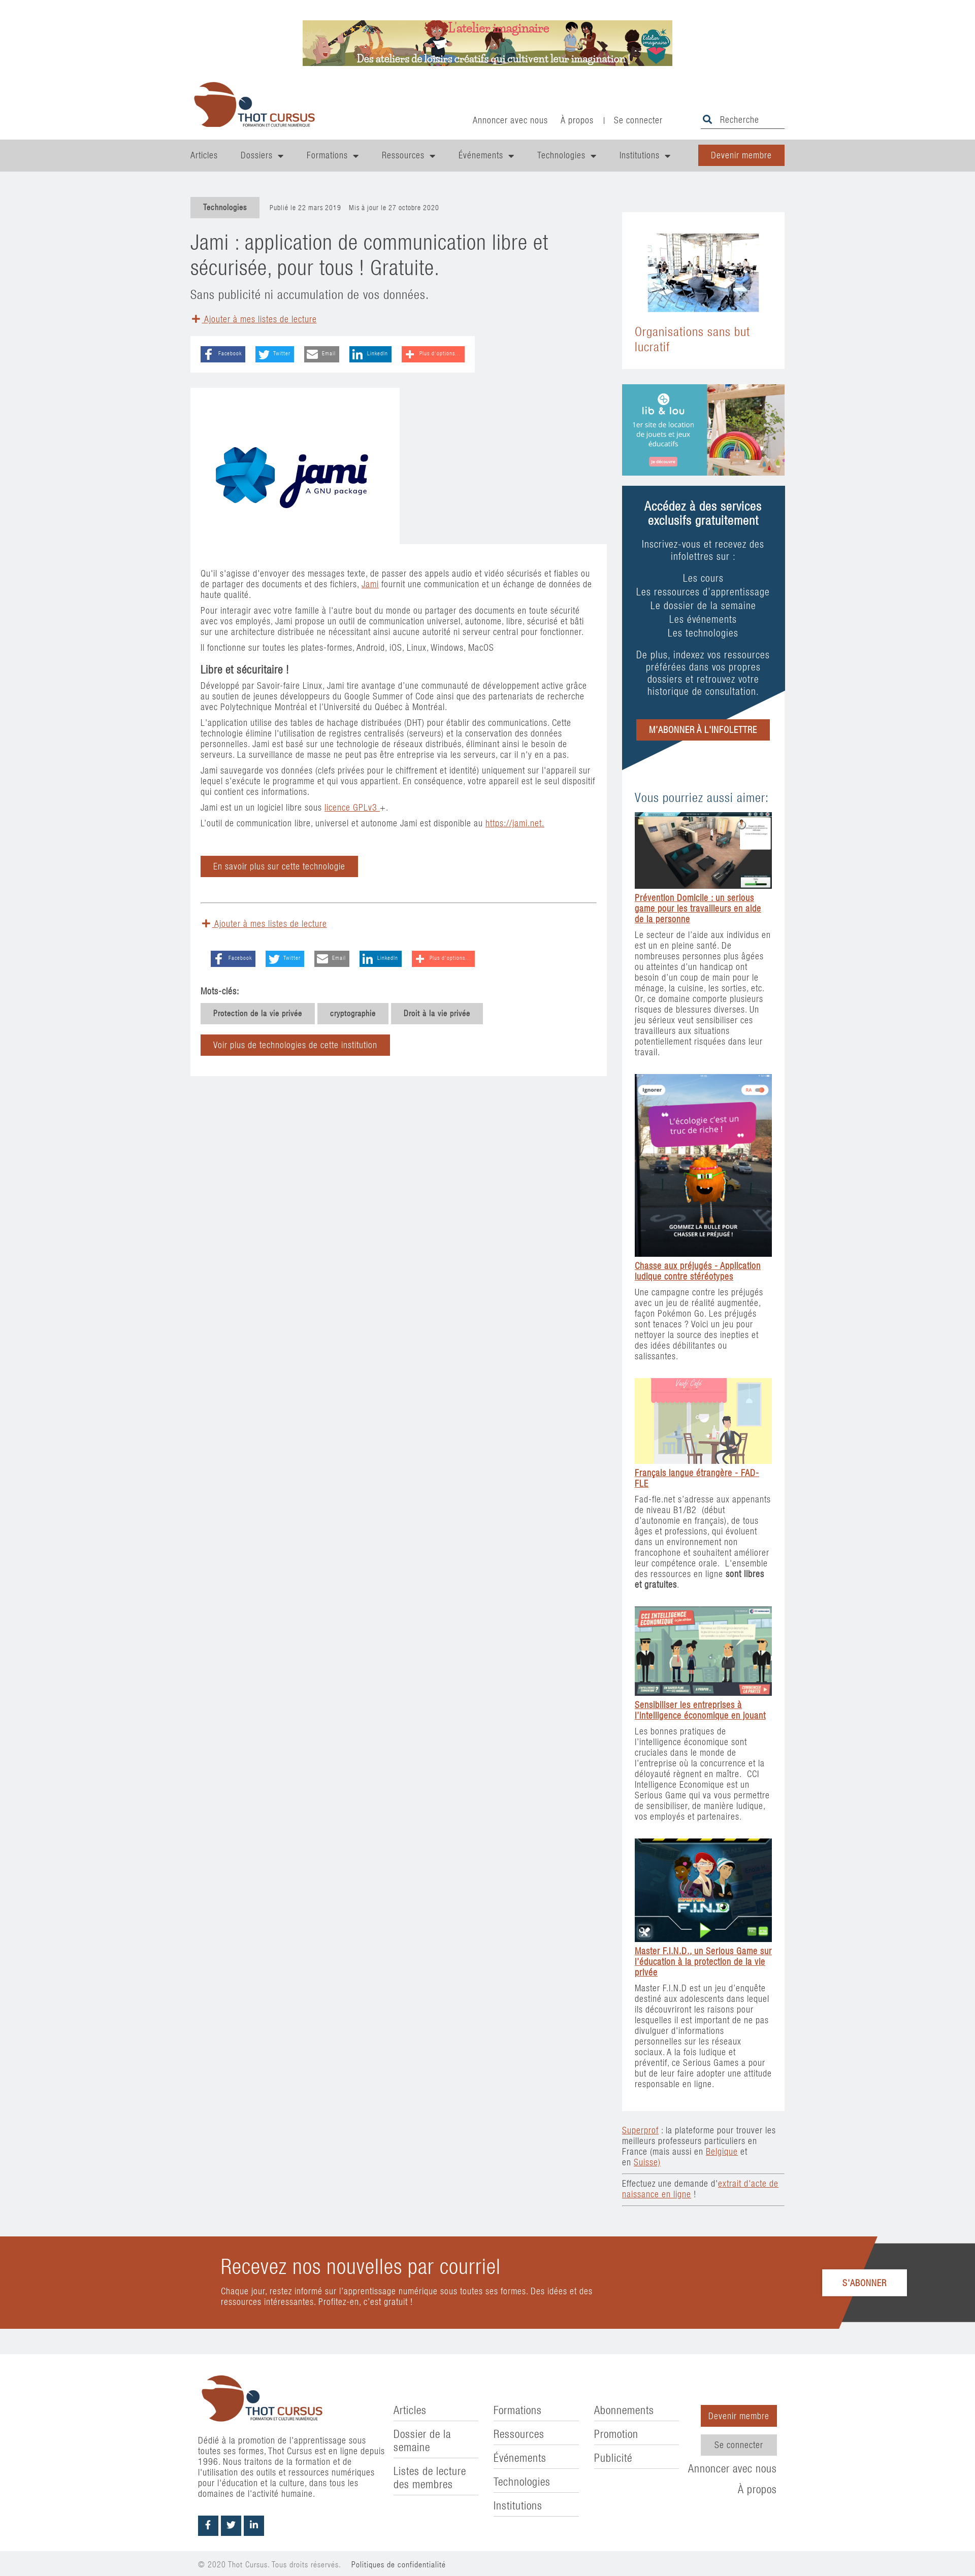 L'atelier imaginaire
Des ateliers de loisirs créatifs qui cultivent leur imagination !
THOT CURSUS
FORMATION ET CULTURE NUMÉRIQUE
Annoncer avec nous
À propos
|
Se connecter
Recherche
Articles
Dossiers
Formations
Ressources
Événements
Technologies
Institutions
Devenir membre
Technologies
Publié le 22 mars 2019 Mis à jour le 27 octobre 2020
Jami : application de communication libre et
sécurisée, pour tous ! Gratuite.
Sans publicité ni accumulation de vos données.
Ajouter à mes listes de lecture
Facebook
Twitter
Email
LinkedIn
Plus d'options...
jami
A GNU package
Qu'il s'agisse d'envoyer des messages texte, de passer des appels audio et vidéo sécurisés et fiables ou
de partager des documents et des fichiers, Jami fournit une communication et un échange de données de
haute qualité.
Pour interagir avec votre famille à l'autre bout du monde ou partager des documents en toute sécurité
avec vos employés, Jami propose un outil de communication universel, autonome, libre, sécurisé et bâti
sur une architecture distribuée ne nécessitant ainsi aucune autorité ni serveur central pour fonctionner.
Il fonctionne sur toutes les plates-formes, Android, iOS, Linux, Windows, MacOS
Libre et sécuritaire !
Développé par Savoir-faire Linux, Jami tire avantage d'une communauté de développement active grâce
au soutien de jeunes développeurs du Google Summer of Code ainsi que des partenariats de recherche
avec Polytechnique Montréal et l'Université du Québec à Montréal.
L'application utilise des tables de hachage distribuées (DHT) pour établir des communications. Cette
technologie élimine l'utilisation de registres centralisés (serveurs) et la conservation des données
personnelles. Jami est basé sur une technologie de réseaux distribués, éliminant ainsi le besoin de
serveurs. La surveillance de masse ne peut pas être entreprise via les serveurs, car il n'y en a pas.
Jami sauvegarde vos données (clefs privées pour le chiffrement et identité) uniquement sur l'appareil sur
lequel s'exécute le programme et qui vous appartient. En conséquence, votre appareil est le seul dispositif
qui contient ces informations.
Jami est un un logiciel libre sous licence GPLv3 +.
L'outil de communication libre, universel et autonome Jami est disponible au https://jami.net.
En savoir plus sur cette technologie
Ajouter à mes listes de lecture
Facebook
Twitter
Email
LinkedIn
Plus d'options...
Mots-clés:
Protection de la vie privée
cryptographie
Droit à la vie privée
Voir plus de technologies de cette institution
Organisations sans but
lucratif
lib & lou
1er site de location
de jouets et jeux
éducatifs
je découvre
Accédez à des services
exclusifs gratuitement
Inscrivez-vous et recevez des
infolettres sur :
Les cours
Les ressources d'apprentissage
Le dossier de la semaine
Les événements
Les technologies
De plus, indexez vos ressources
préférées dans vos propres
dossiers et retrouvez votre
historique de consultation.
M'ABONNER À L'INFOLETTRE
Vous pourriez aussi aimer:
Prévention Domicile : un serious
game pour les travailleurs en aide
de la personne
Le secteur de l'aide aux individus en
est un en pleine santé. De
nombreuses personnes plus âgées
ou atteintes d'un handicap ont
besoin d'un coup de main pour le
ménage, la cuisine, les sorties, etc.
Or, ce domaine comporte plusieurs
risques de blessures diverses. Un
jeu sérieux veut sensibiliser ces
travailleurs aux situations
potentiellement risquées dans leur
travail.
Ignorer
RA
L'écologie c'est un
truc de riche !
GOMMEZ LA BULLE POUR
CHASSER LE PRÉJUGÉ !
Chasse aux préjugés - Application
ludique contre stéréotypes
Une campagne contre les préjugés
avec un jeu de réalité augmentée,
façon Pokémon Go. Les préjugés
sont tenaces ? Voici un jeu pour
nettoyer la source des inepties et
des idées débilitantes ou
salissantes.
Français langue étrangère - FAD-
FLE
Fad-fle.net s'adresse aux appenants
de niveau B1/B2 (début
d'autonomie en français), de tous
âges et professions, qui évoluent
dans un environnement non
francophone et souhaitent améliorer
leur compétence orale. L'ensemble
des ressources en ligne sont libres
et gratuites.
CCI INTELLIGENCE
ÉCONOMIQUE
Sensibiliser les entreprises à
l'intelligence économique en jouant
Les bonnes pratiques de
l'intelligence économique sont
cruciales dans le monde de
l'entreprise où la concurrence et la
déloyauté règnent en maître. CCI
Intelligence Economique est un
Serious Game qui va vous permettre
de sensibiliser, de manière ludique,
vos employés et partenaires.
MASTER
F.I.N.D
Master F.I.N.D., un Serious Game sur
l'éducation à la protection de la vie
privée
Master F.I.N.D est un jeu d'enquête
destiné aux adolescents dans lequel
ils découvriront les raisons pour
lesquelles il est important de ne pas
divulguer d'informations
personnelles sur les réseaux
sociaux. A la fois ludique et
préventif, ce Serious Games a pour
but de leur faire adopter une attitude
responsable en ligne.
Superprof : la plateforme pour trouver les
meilleurs professeurs particuliers en
France (mais aussi en Belgique et
en Suisse)
Effectuez une demande d'extrait d'acte de
naissance en ligne !
Recevez nos nouvelles par courriel
Chaque jour, restez informé sur l'apprentissage numérique sous toutes ses formes. Des idées et des
ressources intéressantes. Profitez-en, c'est gratuit !
S'ABONNER
THOT CURSUS
FORMATION ET CULTURE NUMÉRIQUE
Dédié à la promotion de l'apprentissage sous
toutes ses formes, Thot Cursus est en ligne depuis
1996. Nous traitons de la formation et de
l'utilisation des outils et ressources numériques
pour l'éducation et la culture, dans tous les
domaines de l'activité humaine.
Articles
Dossier de la
semaine
Listes de lecture
des membres
Formations
Ressources
Événements
Technologies
Institutions
Abonnements
Promotion
Publicité
Devenir membre
Se connecter
Annoncer avec nous
À propos
© 2020 Thot Cursus. Tous droits réservés. Politiques de confidentialité